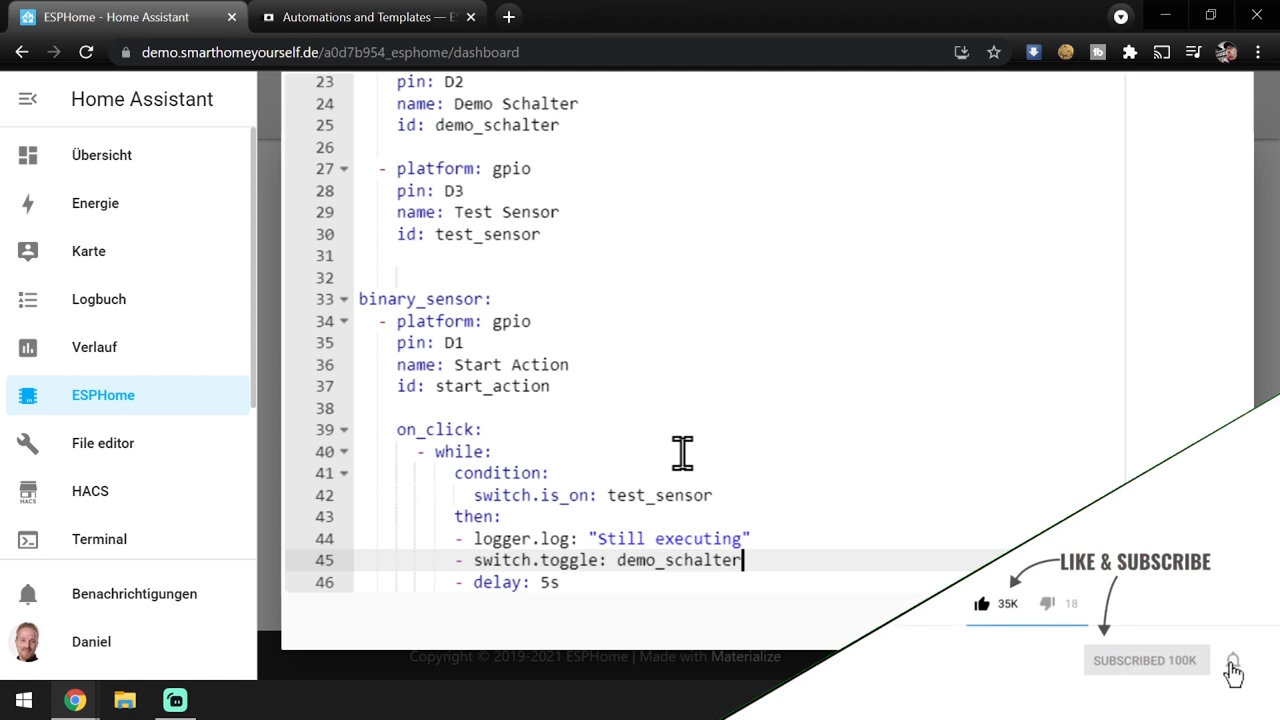 ESPHome - Home Assistant
Automations and Templates — ES
demo.smarthomeyourself.de/a0d7b954_esphome/dashboard
Home Assistant
Übersicht
Energie
Karte
Logbuch
Verlauf
ESPHome
File editor
HACS
HACS
Terminal
Benachrichtigungen
Daniel
23 pin: D2
24 name: Demo Schalter
25 id: demo_schalter
26
27 - platform: gpio
28 pin: D3
29 name: Test Sensor
30 id: test_sensor
31
32
33 binary_sensor:
34 - platform: gpio
35 pin: D1
36 name: Start Action
37 id: start_action
38
39 on_click:
40 - while:
41 condition:
42 switch.is_on: test_sensor
43 then:
44 - logger.log: "Still executing"
45 - switch.toggle: demo_schalter
46 - delay: 5s
Copyright © 2019-2021 ESPHome | Made with Materialize
LIKE & SUBSCRIBE
35K 18
SUBSCRIBED 100K